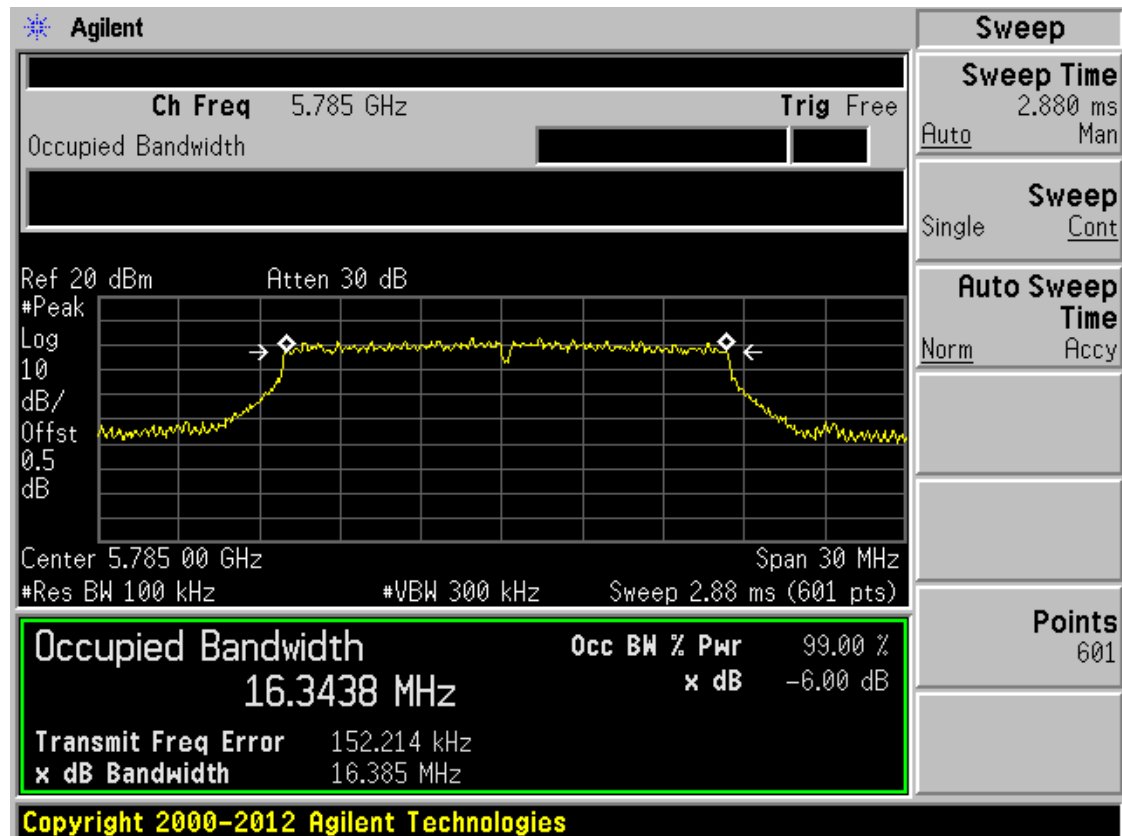 Agilent
Ch Freq 5.785 GHz Trig Free
Occupied Bandwidth
Ref 20 dBm Atten 30 dB
#Peak
Log
10
dB/
Offst
0.5
dB
Center 5.785 00 GHz Span 30 MHz
#Res BW 100 kHz #VBW 300 kHz Sweep 2.88 ms (601 pts)
Occupied Bandwidth
16.3438 MHz
Occ BW % Pwr 99.00 %
x dB -6.00 dB
Transmit Freq Error 152.214 kHz
x dB Bandwidth 16.385 MHz
Copyright 2000-2012 Agilent Technologies
Sweep
Sweep Time
2.880 ms
Auto Man
Sweep
Single Cont
Auto Sweep
Time
Norm Accy
Points
601